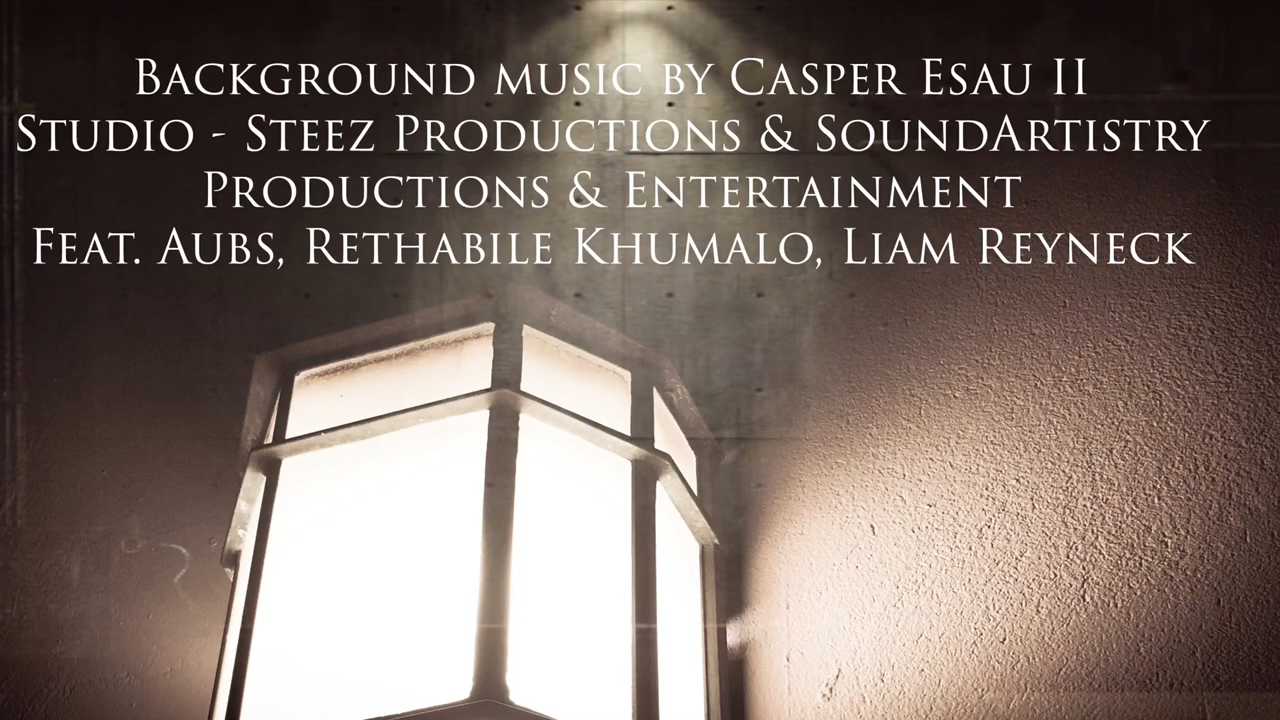 Background music by Casper Esau II
Studio - Steez Productions & SoundArtistry
Productions & Entertainment
Feat. Aubs, Rethabile Khumalo, Liam Reyneck